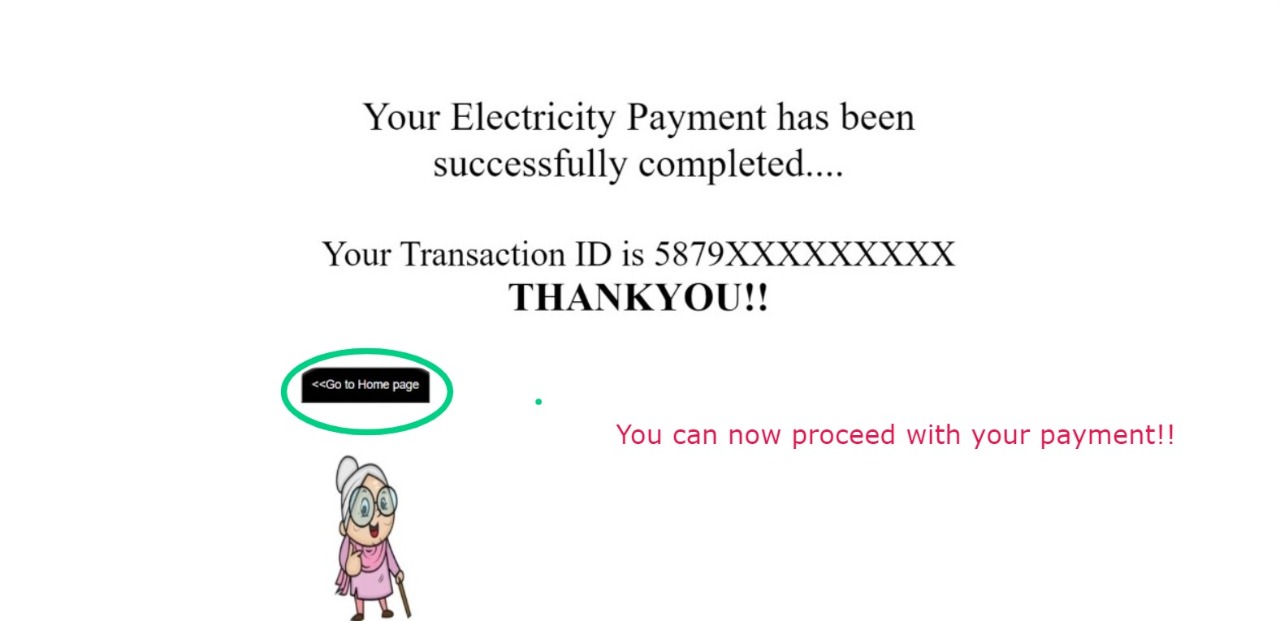 Your Electricity Payment has been
successfully completed....
Your Transaction ID is 5879XXXXXXXXX
THANKYOU!!
<<Go to Home page
You can now proceed with your payment!!